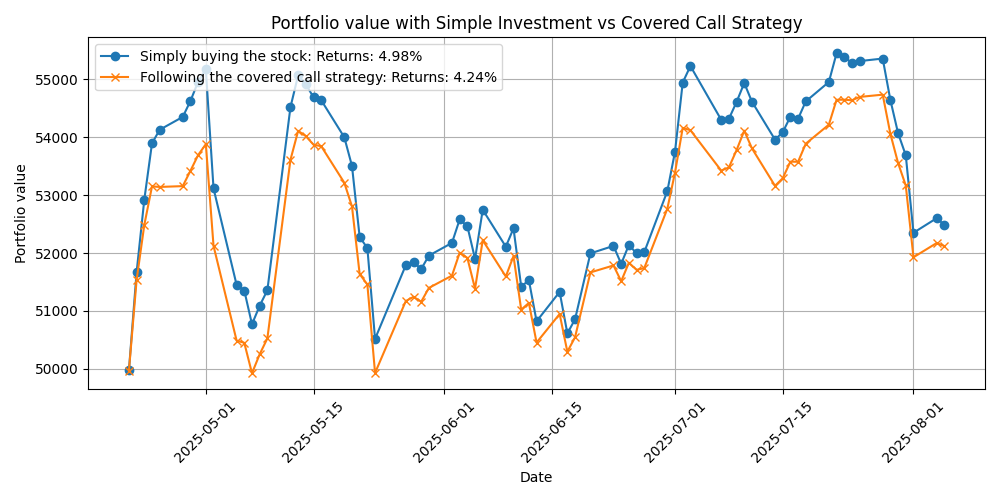 Portfolio value with Simple Investment vs Covered Call Strategy
Simply buying the stock: Returns: 4.98%
Following the covered call strategy: Returns: 4.24%
Portfolio value
55000
54000
53000
52000
51000
50000
2025-05-01
2025-05-15
2025-06-01
2025-06-15
2025-07-01
2025-07-15
2025-08-01
Date